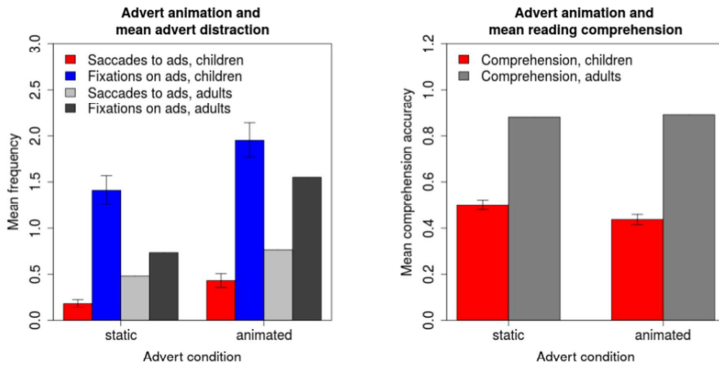 Advert animation and
mean advert distraction
3.0
2.5
2.0
1.5
1.0
0.5
0.0
Mean frequency
Saccades to ads, children
Fixations on ads, children
Saccades to ads, adults
Fixations on ads, adults
static
animated
Advert condition
Advert animation and
mean reading comprehension
1.2
1.0
0.8
0.6
0.4
0.2
0.0
Mean comprehension accuracy
Comprehension, children
Comprehension, adults
static
animated
Advert condition